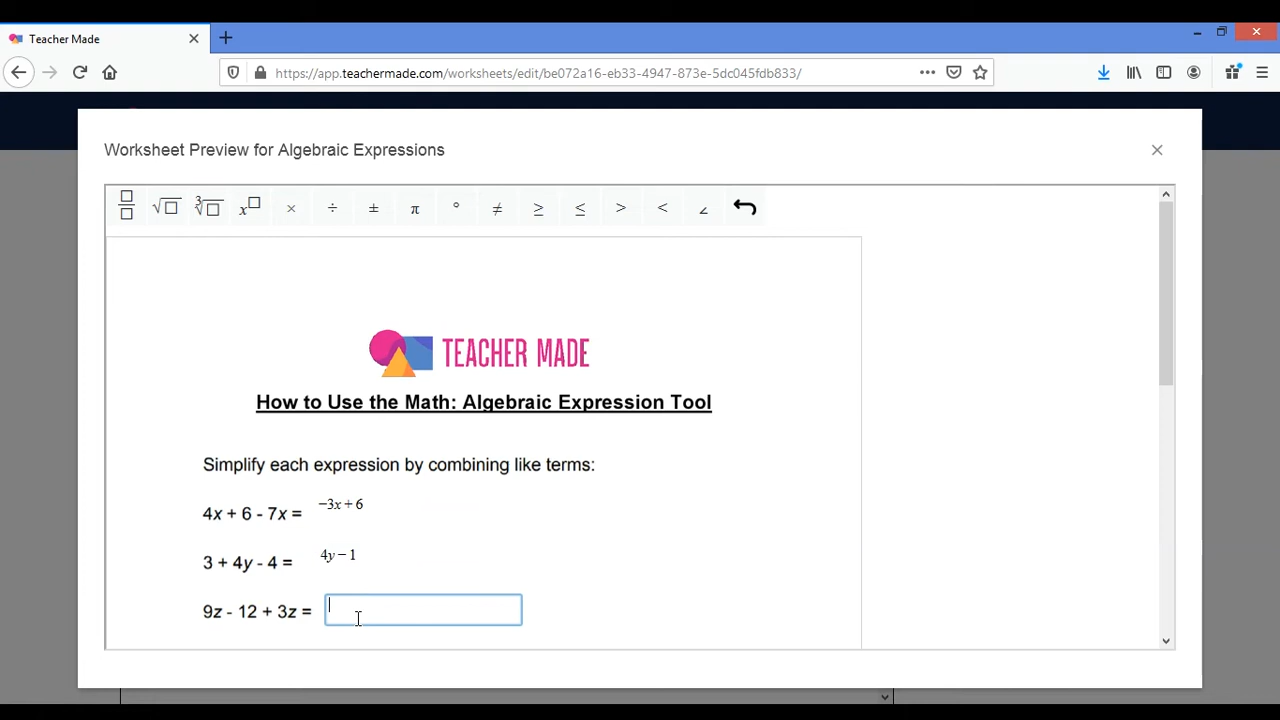 Teacher Made
https://app.teachermade.com/worksheets/edit/be072a16-eb33-4947-873e-5dc045fdb833/
Worksheet Preview for Algebraic Expressions
√ 3√ x × ÷ ± π ° ≠ ≥ ≤ > < ∠
TEACHER MADE
How to Use the Math: Algebraic Expression Tool
Simplify each expression by combining like terms:
4x + 6 - 7x = −3x + 6
3 + 4y - 4 = 4y − 1
9z - 12 + 3z =